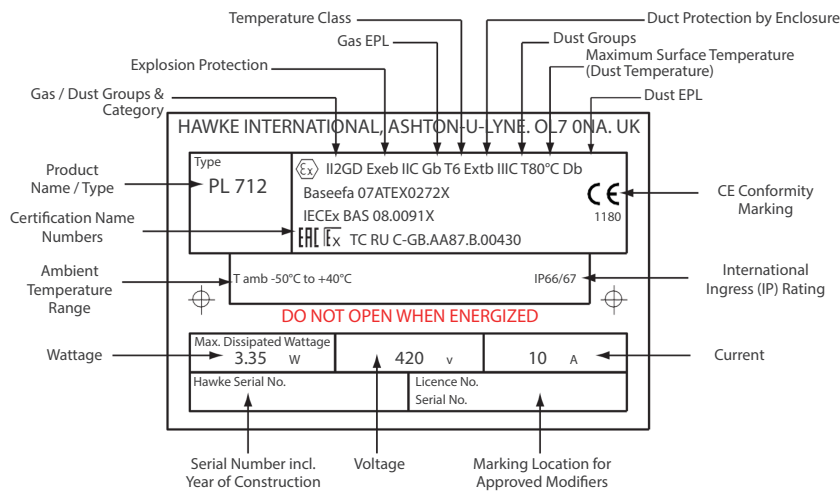 Temperature Class
Duct Protection by Enclosure
Gas EPL
Dust Groups
Explosion Protection
Maximum Surface Temperature
(Dust Temperature)
Gas / Dust Groups &
Category
Dust EPL
HAWKE INTERNATIONAL, ASHTON-U-LYNE. OL7 0NA. UK
Product
Name / Type
Type
PL 712
Ex II2GD Exeb IIC Gb T6 Extb IIIC T80°C Db
Baseefa 07ATEX0272X
IECEx BAS 08.0091X
EAC Ex TC RU C-GB.AA87.B.00430
CE
1180
CE Conformity
Marking
Certification Name
Numbers
Ambient
Temperature
Range
T amb -50°C to +40°C
IP66/67
International
Ingress (IP) Rating
DO NOT OPEN WHEN ENERGIZED
Wattage
Max. Dissipated Wattage
3.35 W
420 v
10 A
Current
Hawke Serial No.
Licence No.
Serial No.
Serial Number incl.
Year of Construction
Voltage
Marking Location for
Approved Modifiers